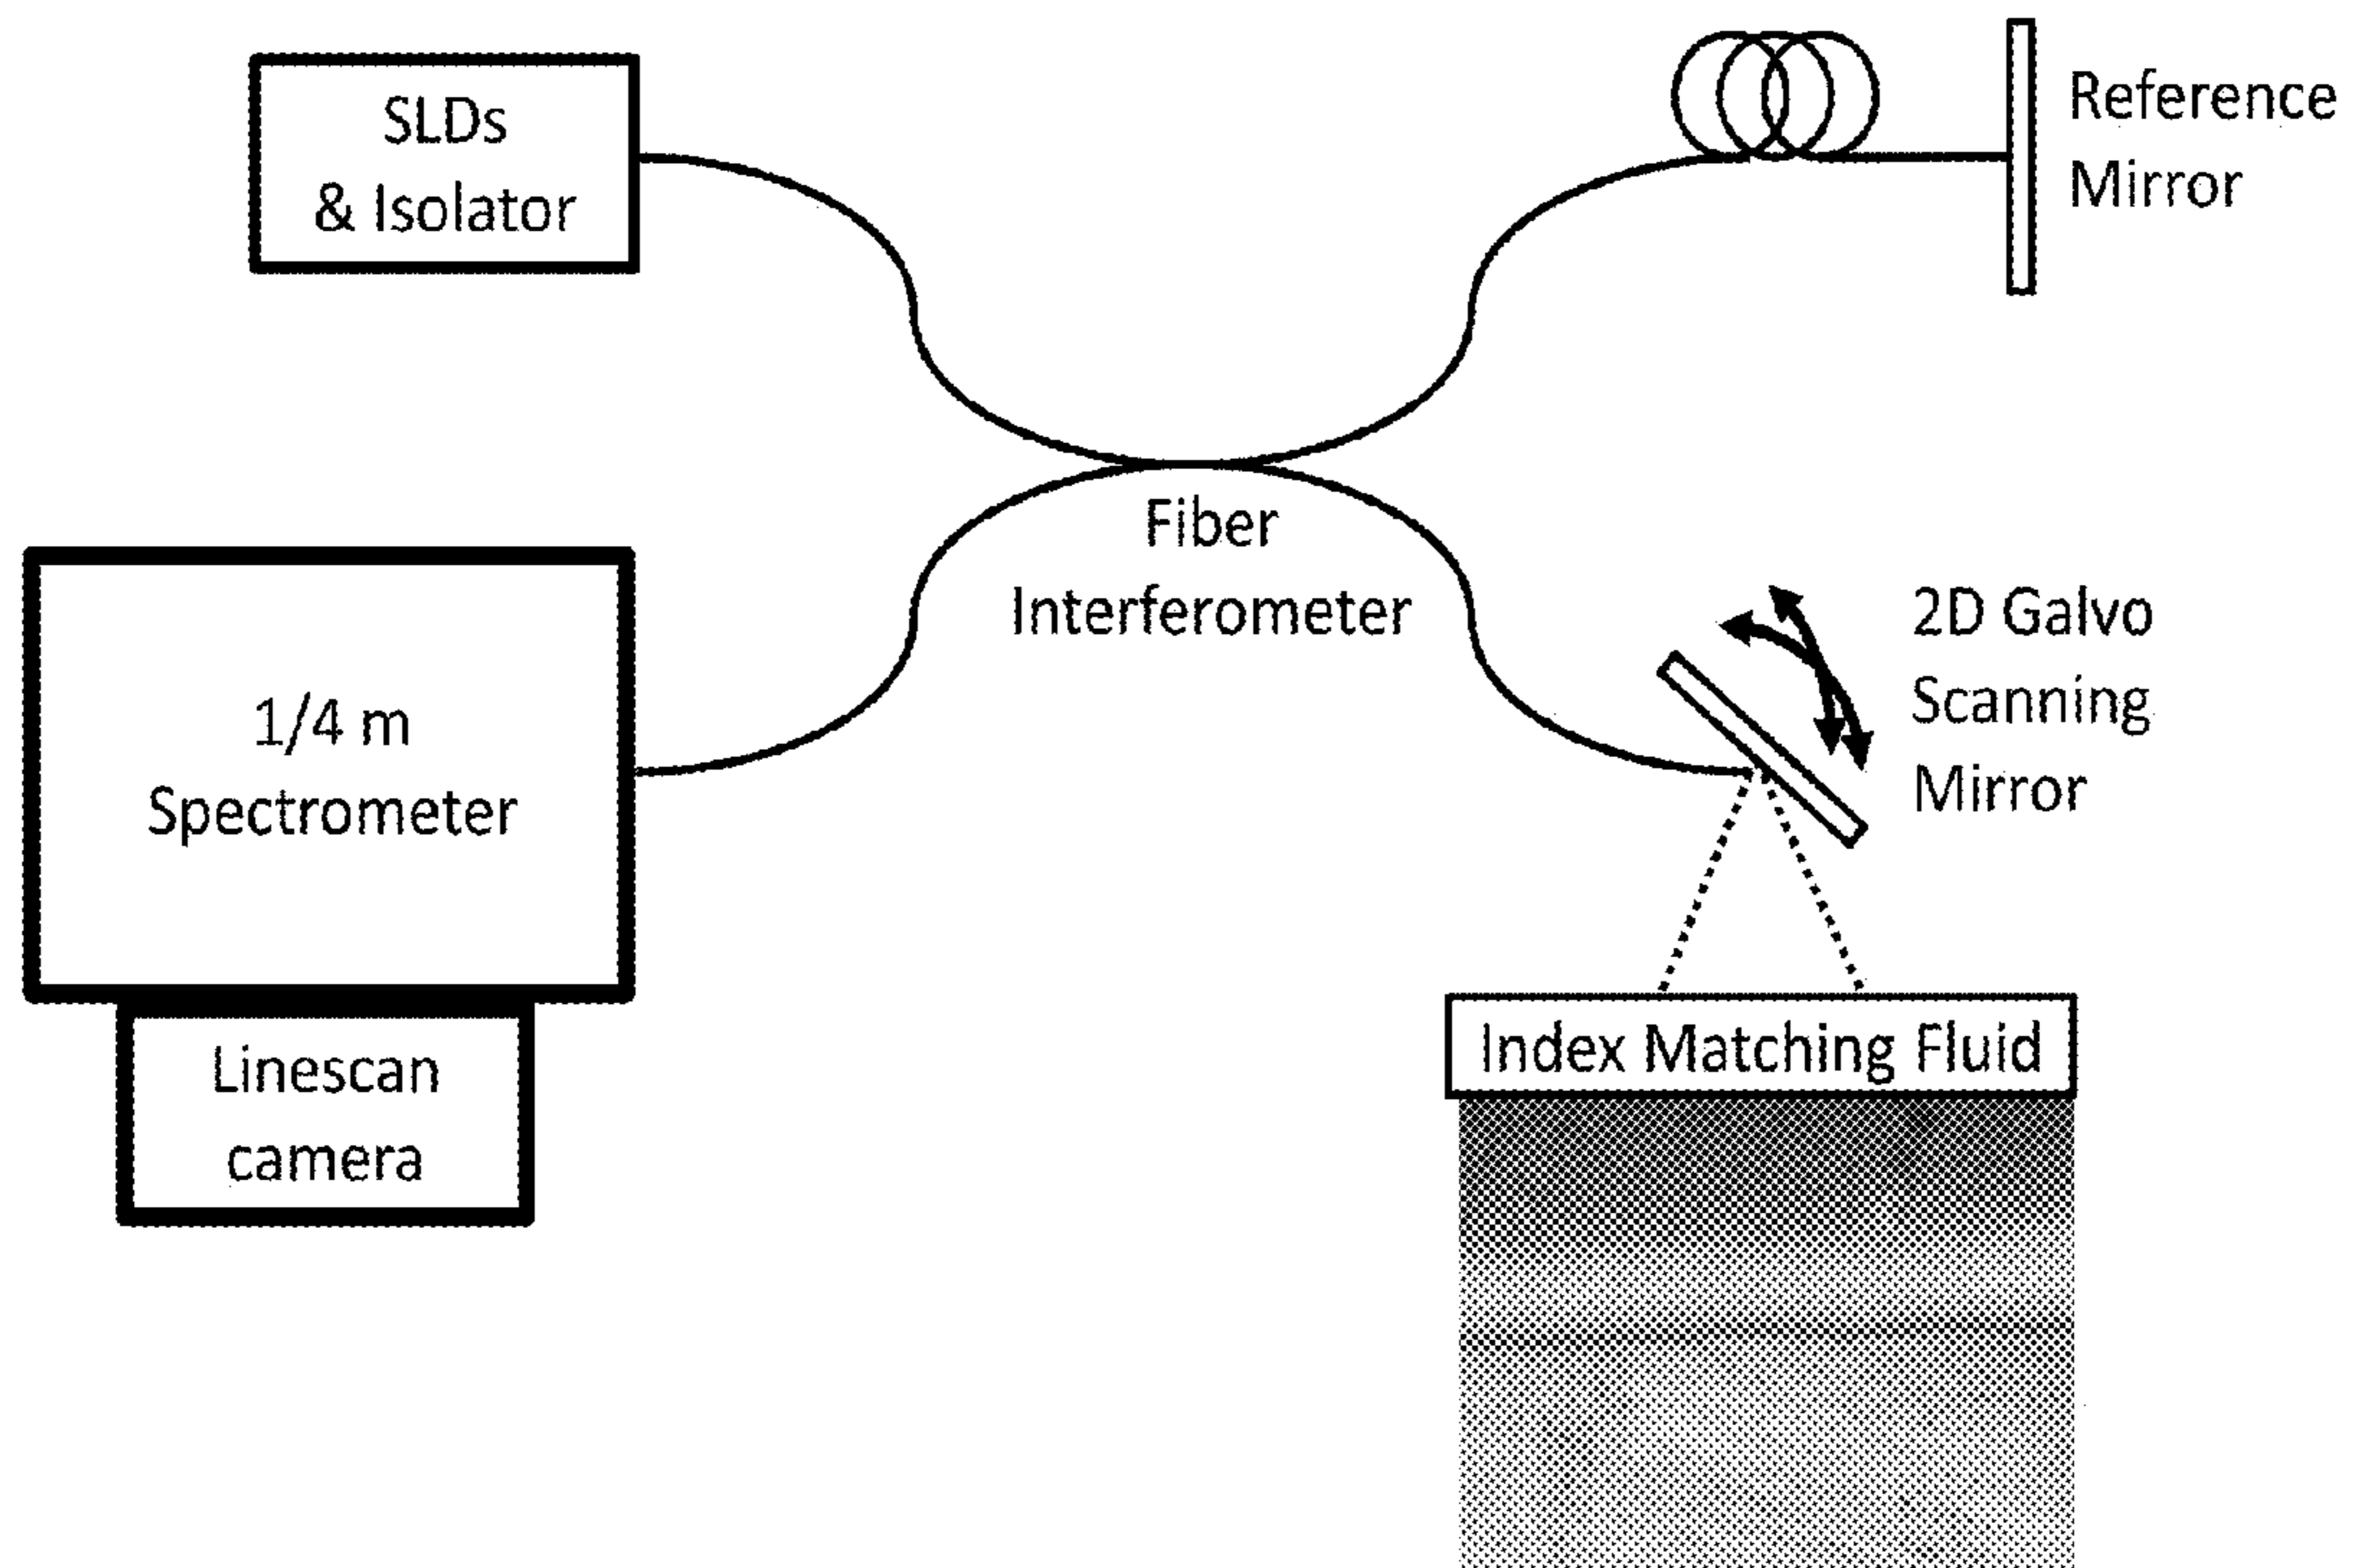 SLDs
& Isolator
Reference
Mirror
Fiber
Interferometer
2D Galvo
Scanning
Mirror
1/4 m
Spectrometer
Index Matching Fluid
Linescan
camera